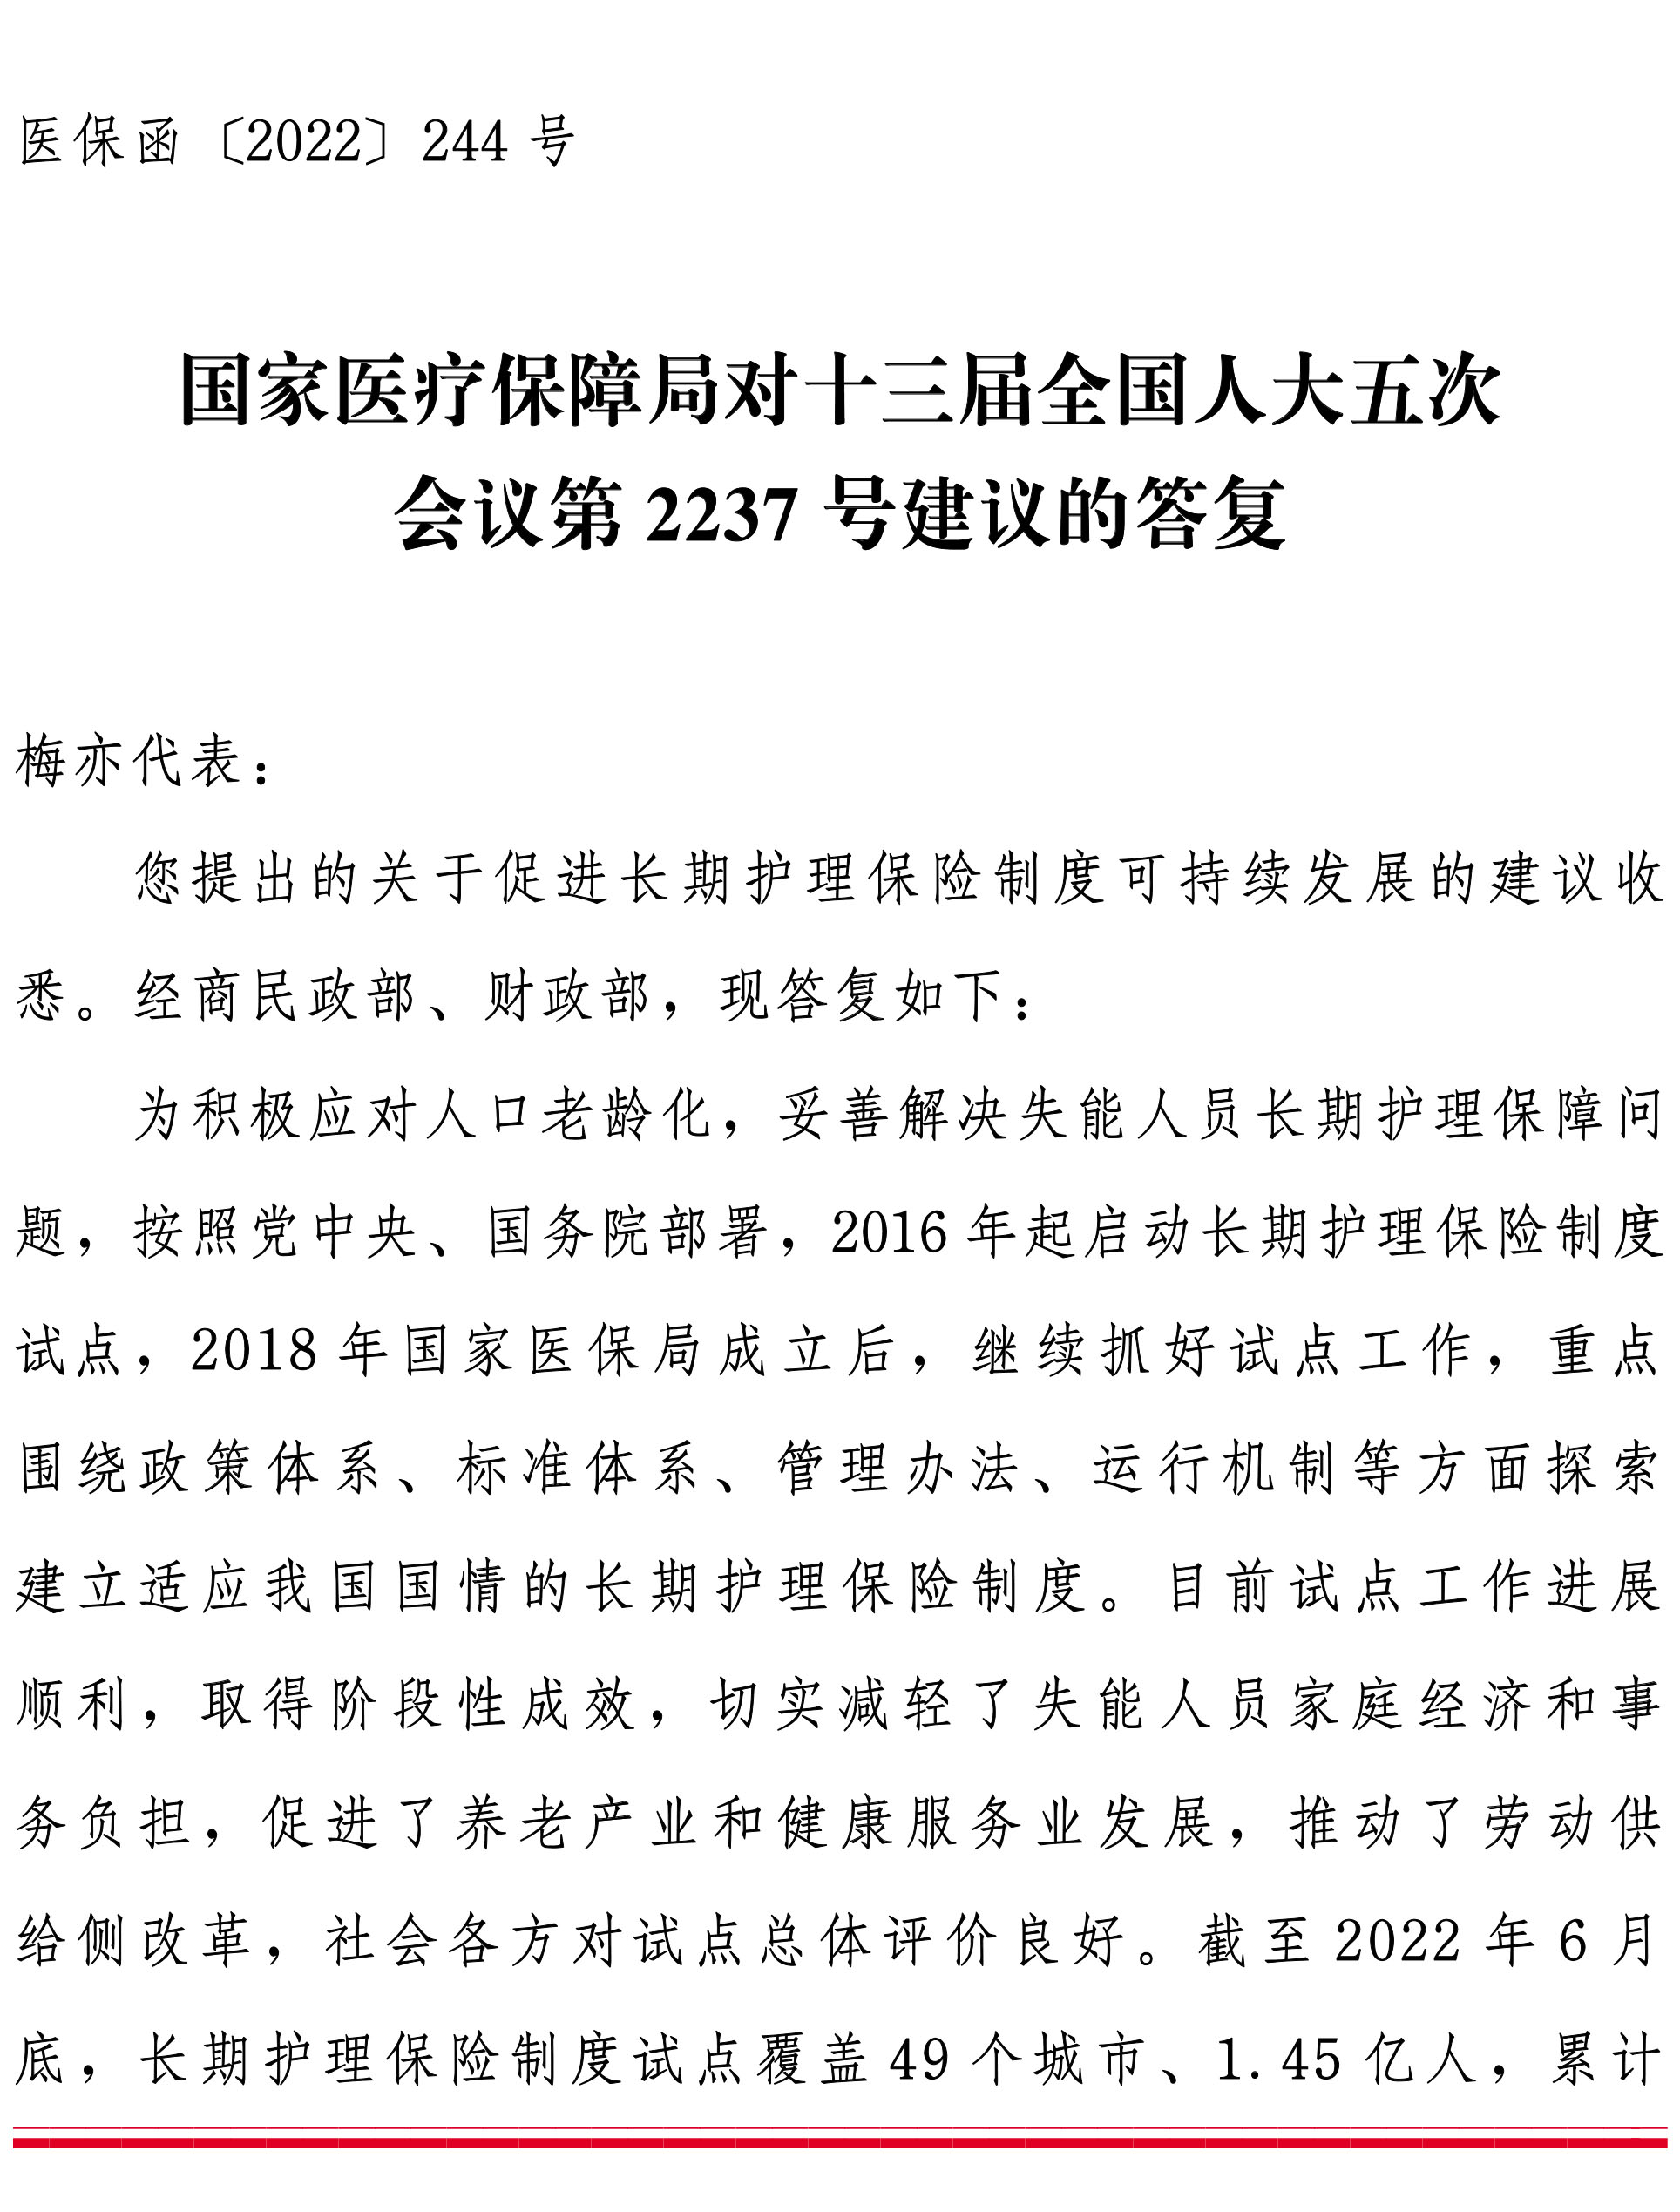 医保函〔2022〕244 号
国家医疗保障局对十三届全国人大五次
会议第 2237 号建议的答复
梅亦代表：
您提出的关于促进长期护理保险制度可持续发展的建议收
悉。经商民政部、财政部，现答复如下：
为积极应对人口老龄化，妥善解决失能人员长期护理保障问
题，按照党中央、国务院部署，2016 年起启动长期护理保险制度
试点，2018 年国家医保局成立后，继续抓好试点工作，重点
围绕政策体系、标准体系、管理办法、运行机制等方面探索
建立适应我国国情的长期护理保险制度。目前试点工作进展
顺利，取得阶段性成效，切实减轻了失能人员家庭经济和事
务负担，促进了养老产业和健康服务业发展，推动了劳动供
给侧改革，社会各方对试点总体评价良好。截至 2022 年 6 月
底，长期护理保险制度试点覆盖 49 个城市、1.45 亿人，累计